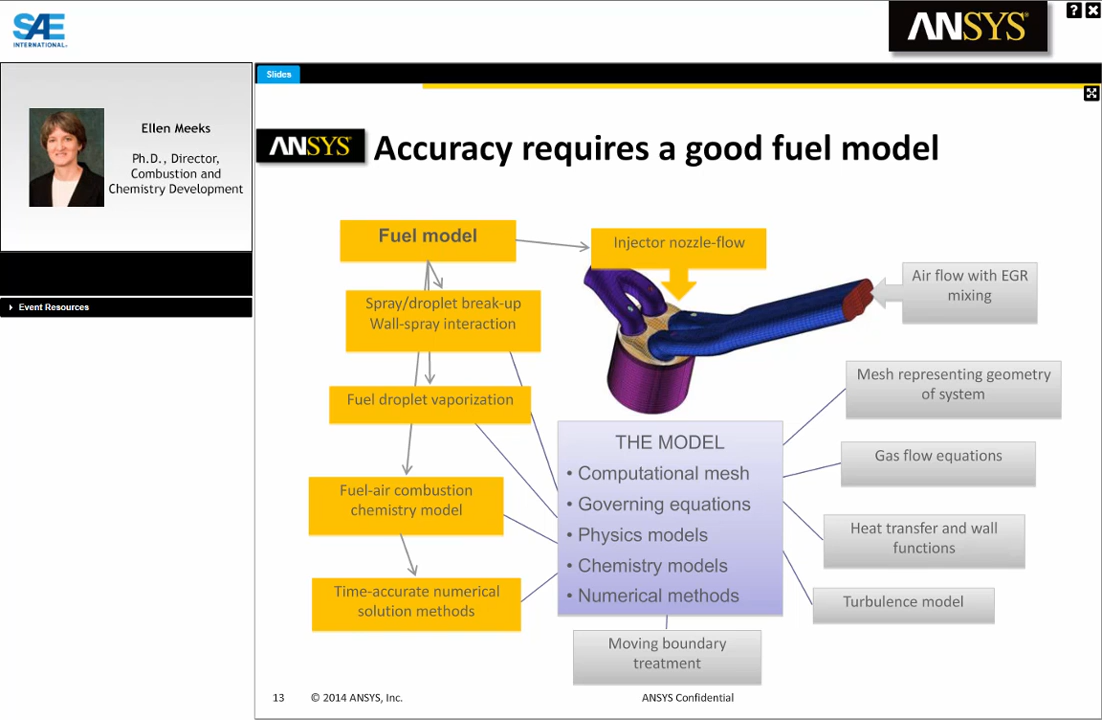 SAE
INTERNATIONAL®
ANSYS®
?
Slides
Ellen Meeks
Ph.D., Director,
Combustion and
Chemistry Development
Event Resources
ANSYS®
Accuracy requires a good fuel model
Fuel model
Injector nozzle-flow
Air flow with EGR
mixing
Spray/droplet break-up
Wall-spray interaction
Mesh representing geometry
of system
Fuel droplet vaporization
THE MODEL
• Computational mesh
• Governing equations
• Physics models
• Chemistry models
• Numerical methods
Gas flow equations
Fuel-air combustion
chemistry model
Heat transfer and wall
functions
Time-accurate numerical
solution methods
Turbulence model
Moving boundary
treatment
13
© 2014 ANSYS, Inc.
ANSYS Confidential